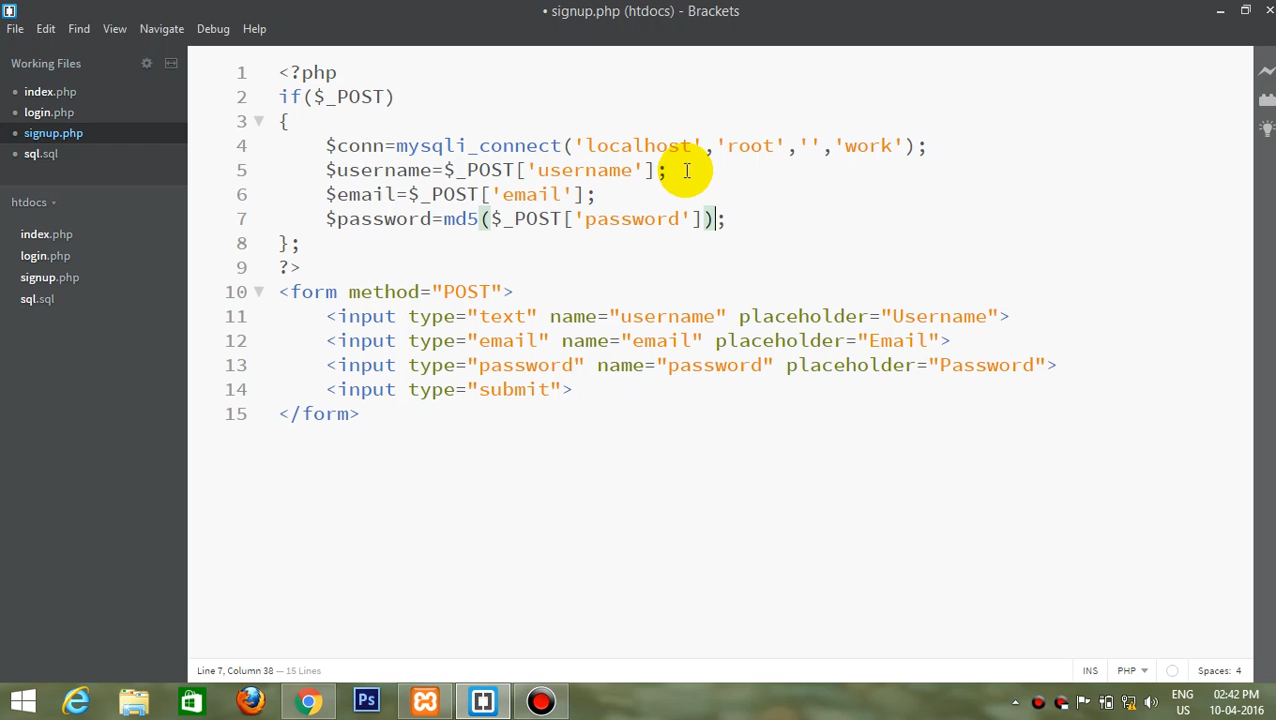 • signup.php (htdocs) - Brackets
File Edit Find View Navigate Debug Help
Working Files
index.php
login.php
signup.php
sql.sql
htdocs
index.php
login.php
signup.php
sql.sql
1 <?php
2 if($_POST)
3 {
4 $conn=mysqli_connect('localhost','root','','work');
5 $username=$_POST['username'];
6 $email=$_POST['email'];
7 $password=md5($_POST['password']);
8 };
9 ?>
10 <form method="POST">
11 <input type="text" name="username" placeholder="Username">
12 <input type="email" name="email" placeholder="Email">
13 <input type="password" name="password" placeholder="Password">
14 <input type="submit">
15 </form>
Line 7, Column 38 — 15 Lines
INS PHP Spaces: 4
Ps
ENG 02:42 PM
US 10-04-2016